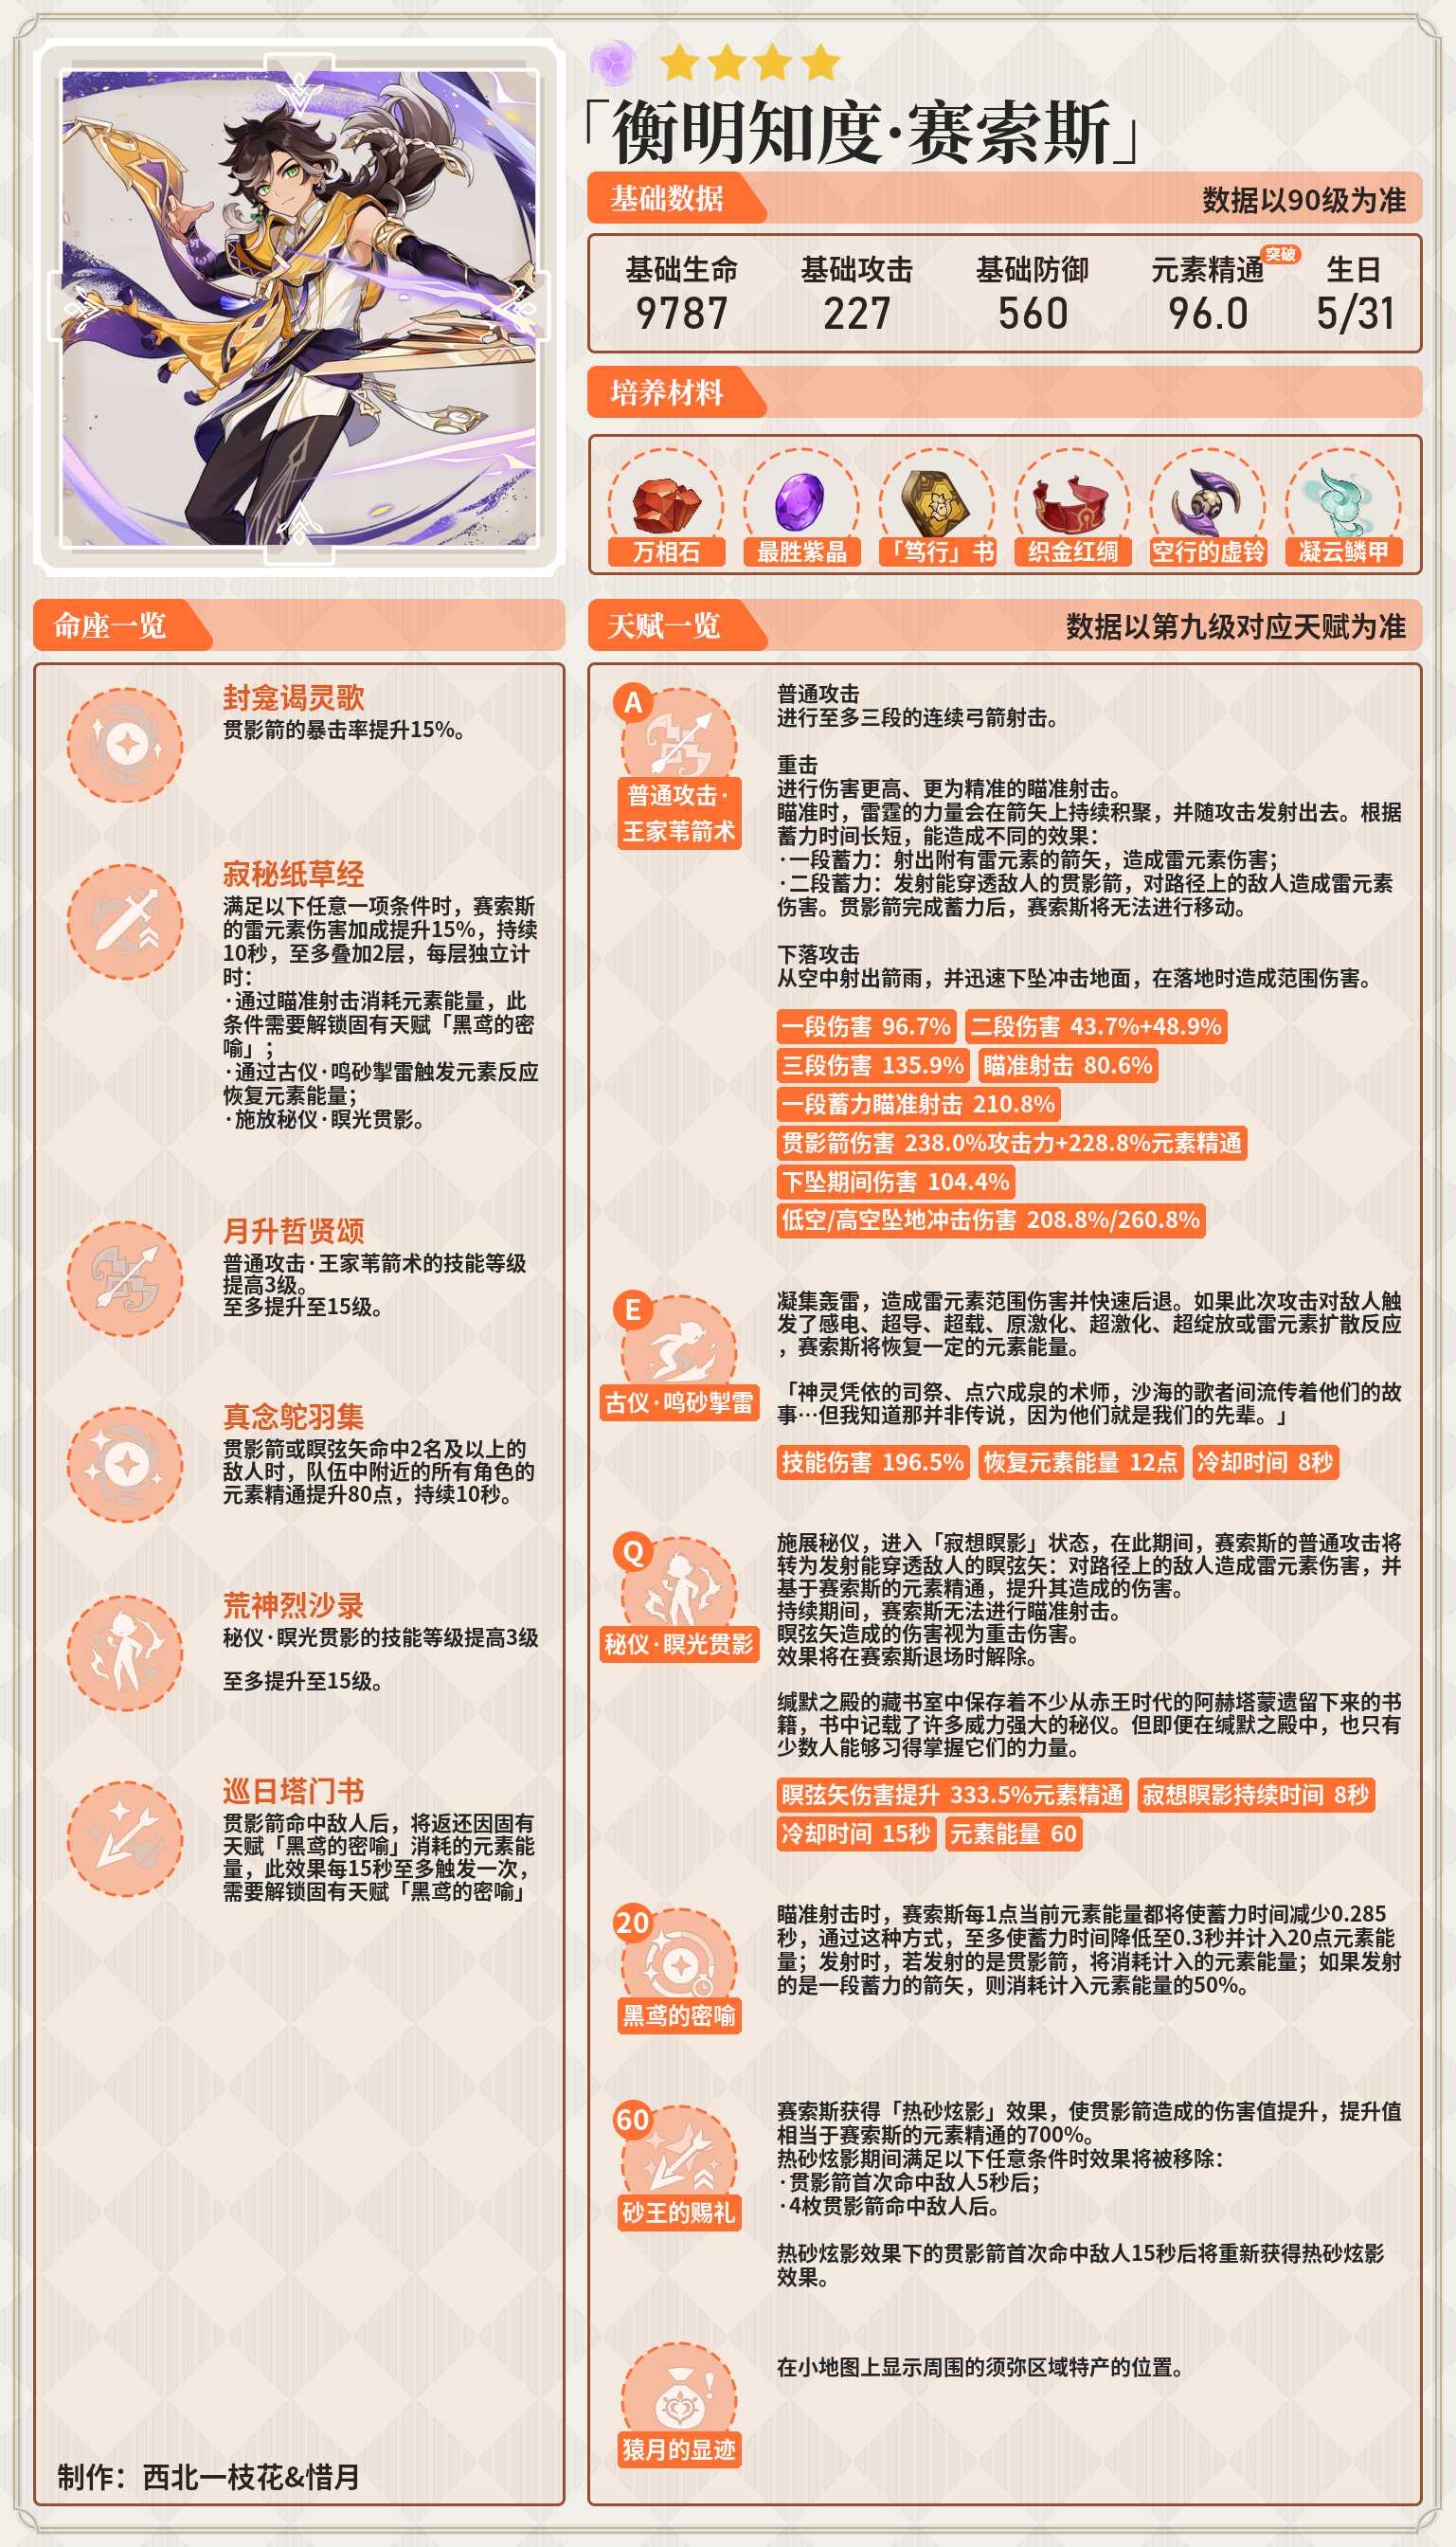 「衡明知度·赛索斯」
基础数据
数据以90级为准
基础生命
9787
基础攻击
227
基础防御
560
元素精通
突破
96.0
生日
5/31
培养材料
万相石
最胜紫晶
「笃行」书
织金红绸
空行的虚铃
凝云鳞甲
命座一览
封龛谒灵歌
贯影箭的暴击率提升15%。
寂秘纸草经
满足以下任意一项条件时，赛索斯
的雷元素伤害加成提升15%，持续
10秒，至多叠加2层，每层独立计
时：
·通过瞄准射击消耗元素能量，此
条件需要解锁固有天赋「黑鸢的密
喻」；
·通过古仪·鸣砂掣雷触发元素反应
恢复元素能量；
·施放秘仪·瞑光贯影。
月升哲贤颂
普通攻击·王家苇箭术的技能等级
提高3级。
至多提升至15级。
真念鸵羽集
贯影箭或瞑弦矢命中2名及以上的
敌人时，队伍中附近的所有角色的
元素精通提升80点，持续10秒。
荒神烈沙录
秘仪·瞑光贯影的技能等级提高3级
至多提升至15级。
巡日塔门书
贯影箭命中敌人后，将返还因固有
天赋「黑鸢的密喻」消耗的元素能
量，此效果每15秒至多触发一次，
需要解锁固有天赋「黑鸢的密喻」
制作：西北一枝花&惜月
天赋一览
数据以第九级对应天赋为准
A
普通攻击·
王家苇箭术
普通攻击
进行至多三段的连续弓箭射击。
重击
进行伤害更高、更为精准的瞄准射击。
瞄准时，雷霆的力量会在箭矢上持续积聚，并随攻击发射出去。根据
蓄力时间长短，能造成不同的效果：
·一段蓄力：射出附有雷元素的箭矢，造成雷元素伤害；
·二段蓄力：发射能穿透敌人的贯影箭，对路径上的敌人造成雷元素
伤害。贯影箭完成蓄力后，赛索斯将无法进行移动。
下落攻击
从空中射出箭雨，并迅速下坠冲击地面，在落地时造成范围伤害。
一段伤害 96.7% 二段伤害 43.7%+48.9%
三段伤害 135.9% 瞄准射击 80.6%
一段蓄力瞄准射击 210.8%
贯影箭伤害 238.0%攻击力+228.8%元素精通
下坠期间伤害 104.4%
低空/高空坠地冲击伤害 208.8%/260.8%
E
古仪·鸣砂掣雷
凝集轰雷，造成雷元素范围伤害并快速后退。如果此次攻击对敌人触
发了感电、超导、超载、原激化、超激化、超绽放或雷元素扩散反应
，赛索斯将恢复一定的元素能量。
「神灵凭依的司祭、点穴成泉的术师，沙海的歌者间流传着他们的故
事…但我知道那并非传说，因为他们就是我们的先辈。」
技能伤害 196.5% 恢复元素能量 12点 冷却时间 8秒
Q
秘仪·瞑光贯影
施展秘仪，进入「寂想瞑影」状态，在此期间，赛索斯的普通攻击将
转为发射能穿透敌人的瞑弦矢：对路径上的敌人造成雷元素伤害，并
基于赛索斯的元素精通，提升其造成的伤害。
持续期间，赛索斯无法进行瞄准射击。
瞑弦矢造成的伤害视为重击伤害。
效果将在赛索斯退场时解除。
缄默之殿的藏书室中保存着不少从赤王时代的阿赫塔蒙遗留下来的书
籍，书中记载了许多威力强大的秘仪。但即便在缄默之殿中，也只有
少数人能够习得掌握它们的力量。
瞑弦矢伤害提升 333.5%元素精通 寂想瞑影持续时间 8秒
冷却时间 15秒 元素能量 60
20
黑鸢的密喻
瞄准射击时，赛索斯每1点当前元素能量都将使蓄力时间减少0.285
秒，通过这种方式，至多使蓄力时间降低至0.3秒并计入20点元素能
量；发射时，若发射的是贯影箭，将消耗计入的元素能量；如果发射
的是一段蓄力的箭矢，则消耗计入元素能量的50%。
60
砂王的赐礼
赛索斯获得「热砂炫影」效果，使贯影箭造成的伤害值提升，提升值
相当于赛索斯的元素精通的700%。
热砂炫影期间满足以下任意条件时效果将被移除：
·贯影箭首次命中敌人5秒后；
·4枚贯影箭命中敌人后。
热砂炫影效果下的贯影箭首次命中敌人15秒后将重新获得热砂炫影
效果。
猿月的显迹
在小地图上显示周围的须弥区域特产的位置。